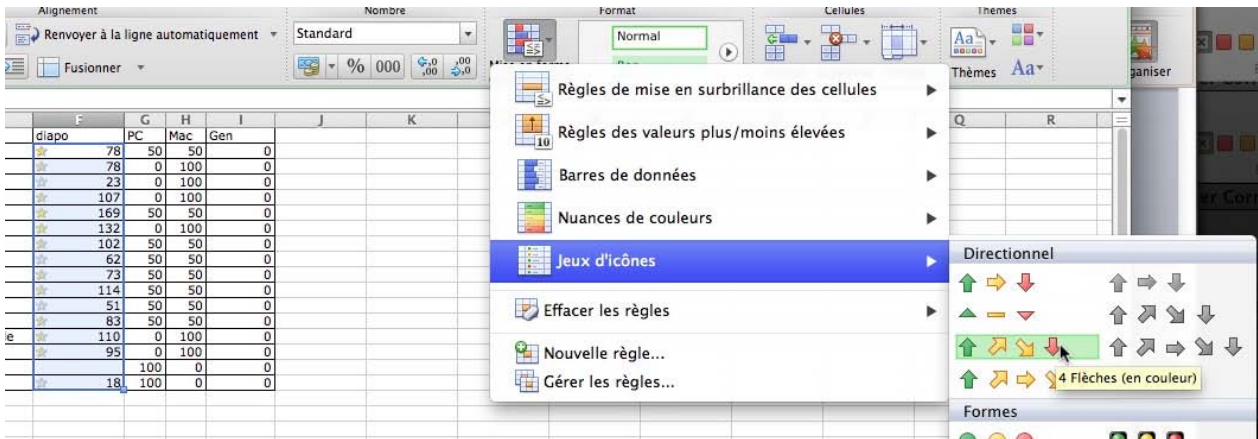 Alignement Nombre Format Cellules Thèmes
Renvoyer à la ligne automatiquement Standard Normal
Fusionner % 000 ,0 ,00 ,00 ,0 Thèmes Aa
Règles de mise en surbrillance des cellules
Règles des valeurs plus/moins élevées
Barres de données
Nuances de couleurs
Jeux d'icônes
Effacer les règles
Nouvelle règle...
Gérer les règles...
Directionnel
4 Flèches (en couleur)
Formes
F G H I J K Q R
diapo PC Mac Gen
78 50 50 0
78 0 100 0
23 0 100 0
107 0 100 0
169 50 50 0
132 0 100 0
102 50 50 0
62 50 50 0
73 50 50 0
114 50 50 0
51 50 50 0
83 50 50 0
110 0 100 0
95 0 100 0
100 0 0
18 100 0 0